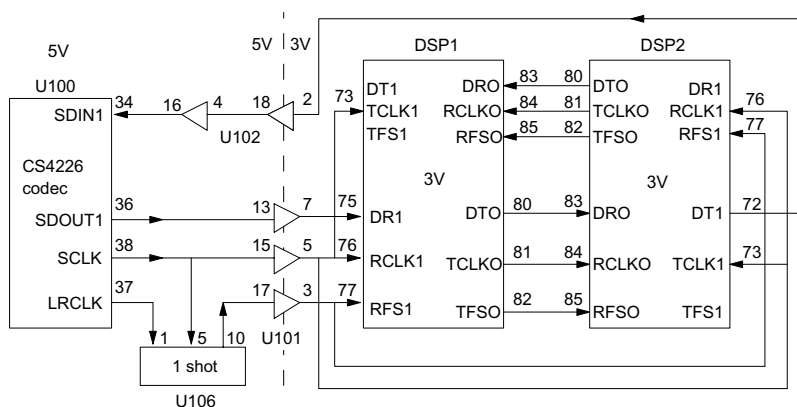 5V
5V 3V
DSP1
DSP2
U100
34
16
4
18
2
SDIN1
U102
CS4226
codec
36
13
7
SDOUT1
38
15
5
SCLK
37
17
3
LRCLK
U101
1
5
10
1 shot
U106
73
DT1
TCLK1
TFS1
3V
75
DR1
76
RCLK1
77
RFS1
DRO
RCLKO
RFSO
DTO
TCLKO
TFSO
83
80
84
81
85
82
80
83
81
84
82
85
DTO
TCLKO
TFSO
3V
DRO
RCLKO
RFSO
DR1
RCLK1
RFS1
76
77
DT1
72
TCLK1
73
TFS1